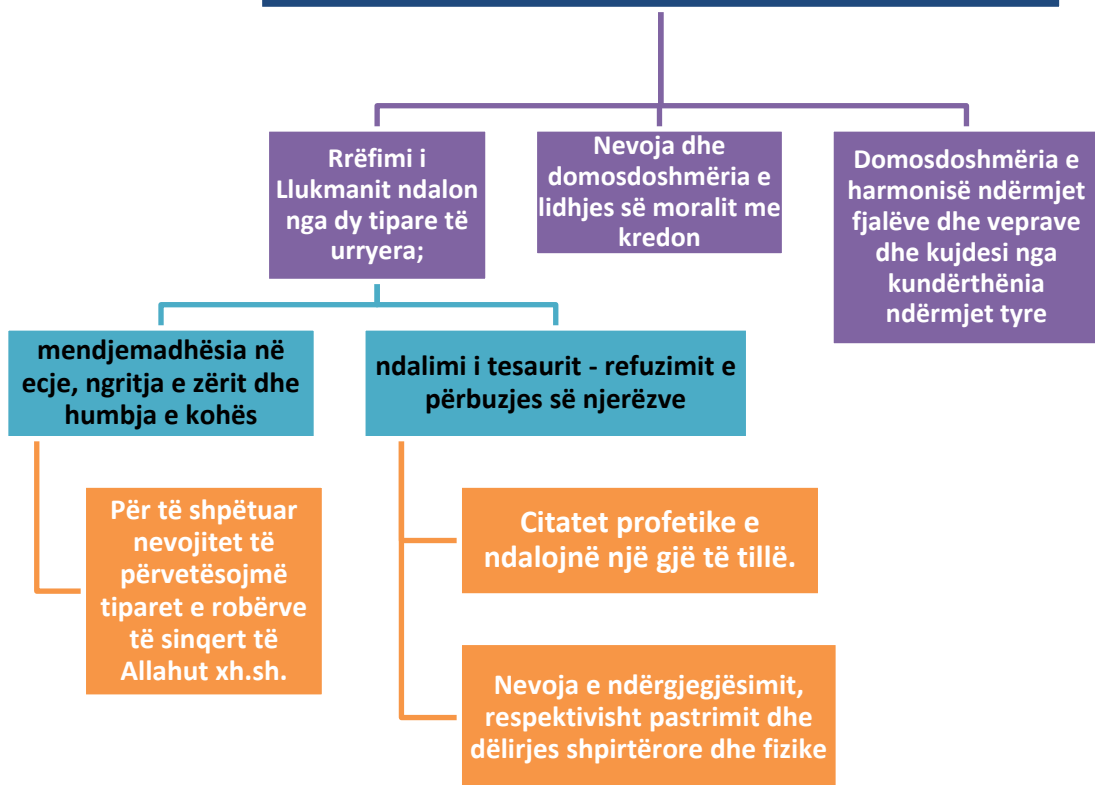 Rrëfimi i
Llukmanit ndalon
nga dy tipare të
urryera;
Nevoja dhe
domosdoshmëria e
lidhjes së moralit me
kredon
Domosdoshmëria e
harmonisë ndërmjet
fjalëve dhe veprave
dhe kujdesi nga
kundërthënia
ndërmjet tyre
mendjemadhësia në
ecje, ngritja e zërit dhe
humbja e kohës
ndalimi i tesaurit - refuzimit e
përbuzjes së njerëzve
Për të shpëtuar
nevojitet të
përvetësojmë
tiparet e robërve
të sinqert të
Allahut xh.sh.
Citatet profetike e
ndalojnë një gjë të tillë.
Nevoja e ndërgjegjësimit,
respektivisht pastrimit dhe
dëlirjes shpirtërore dhe fizike